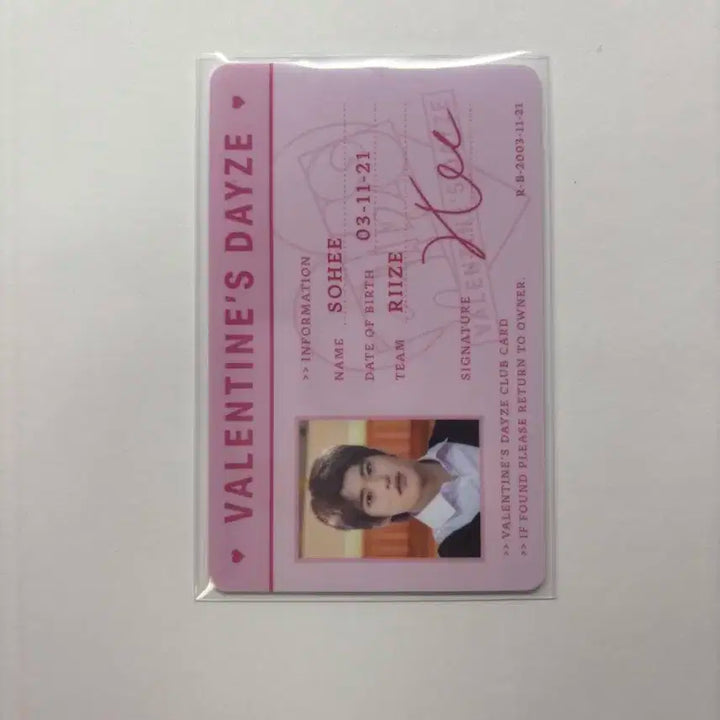 ♥ VALENTINE'S DAYZE ♥
>> INFORMATION
NAME SOHEE
DATE OF BIRTH 03-11-21
TEAM RIIZE
SIGNATURE
>> VALENTINE'S DAYZE CLUB CARD
>> IF FOUND PLEASE RETURN TO OWNER.
R-B-2003-11-21